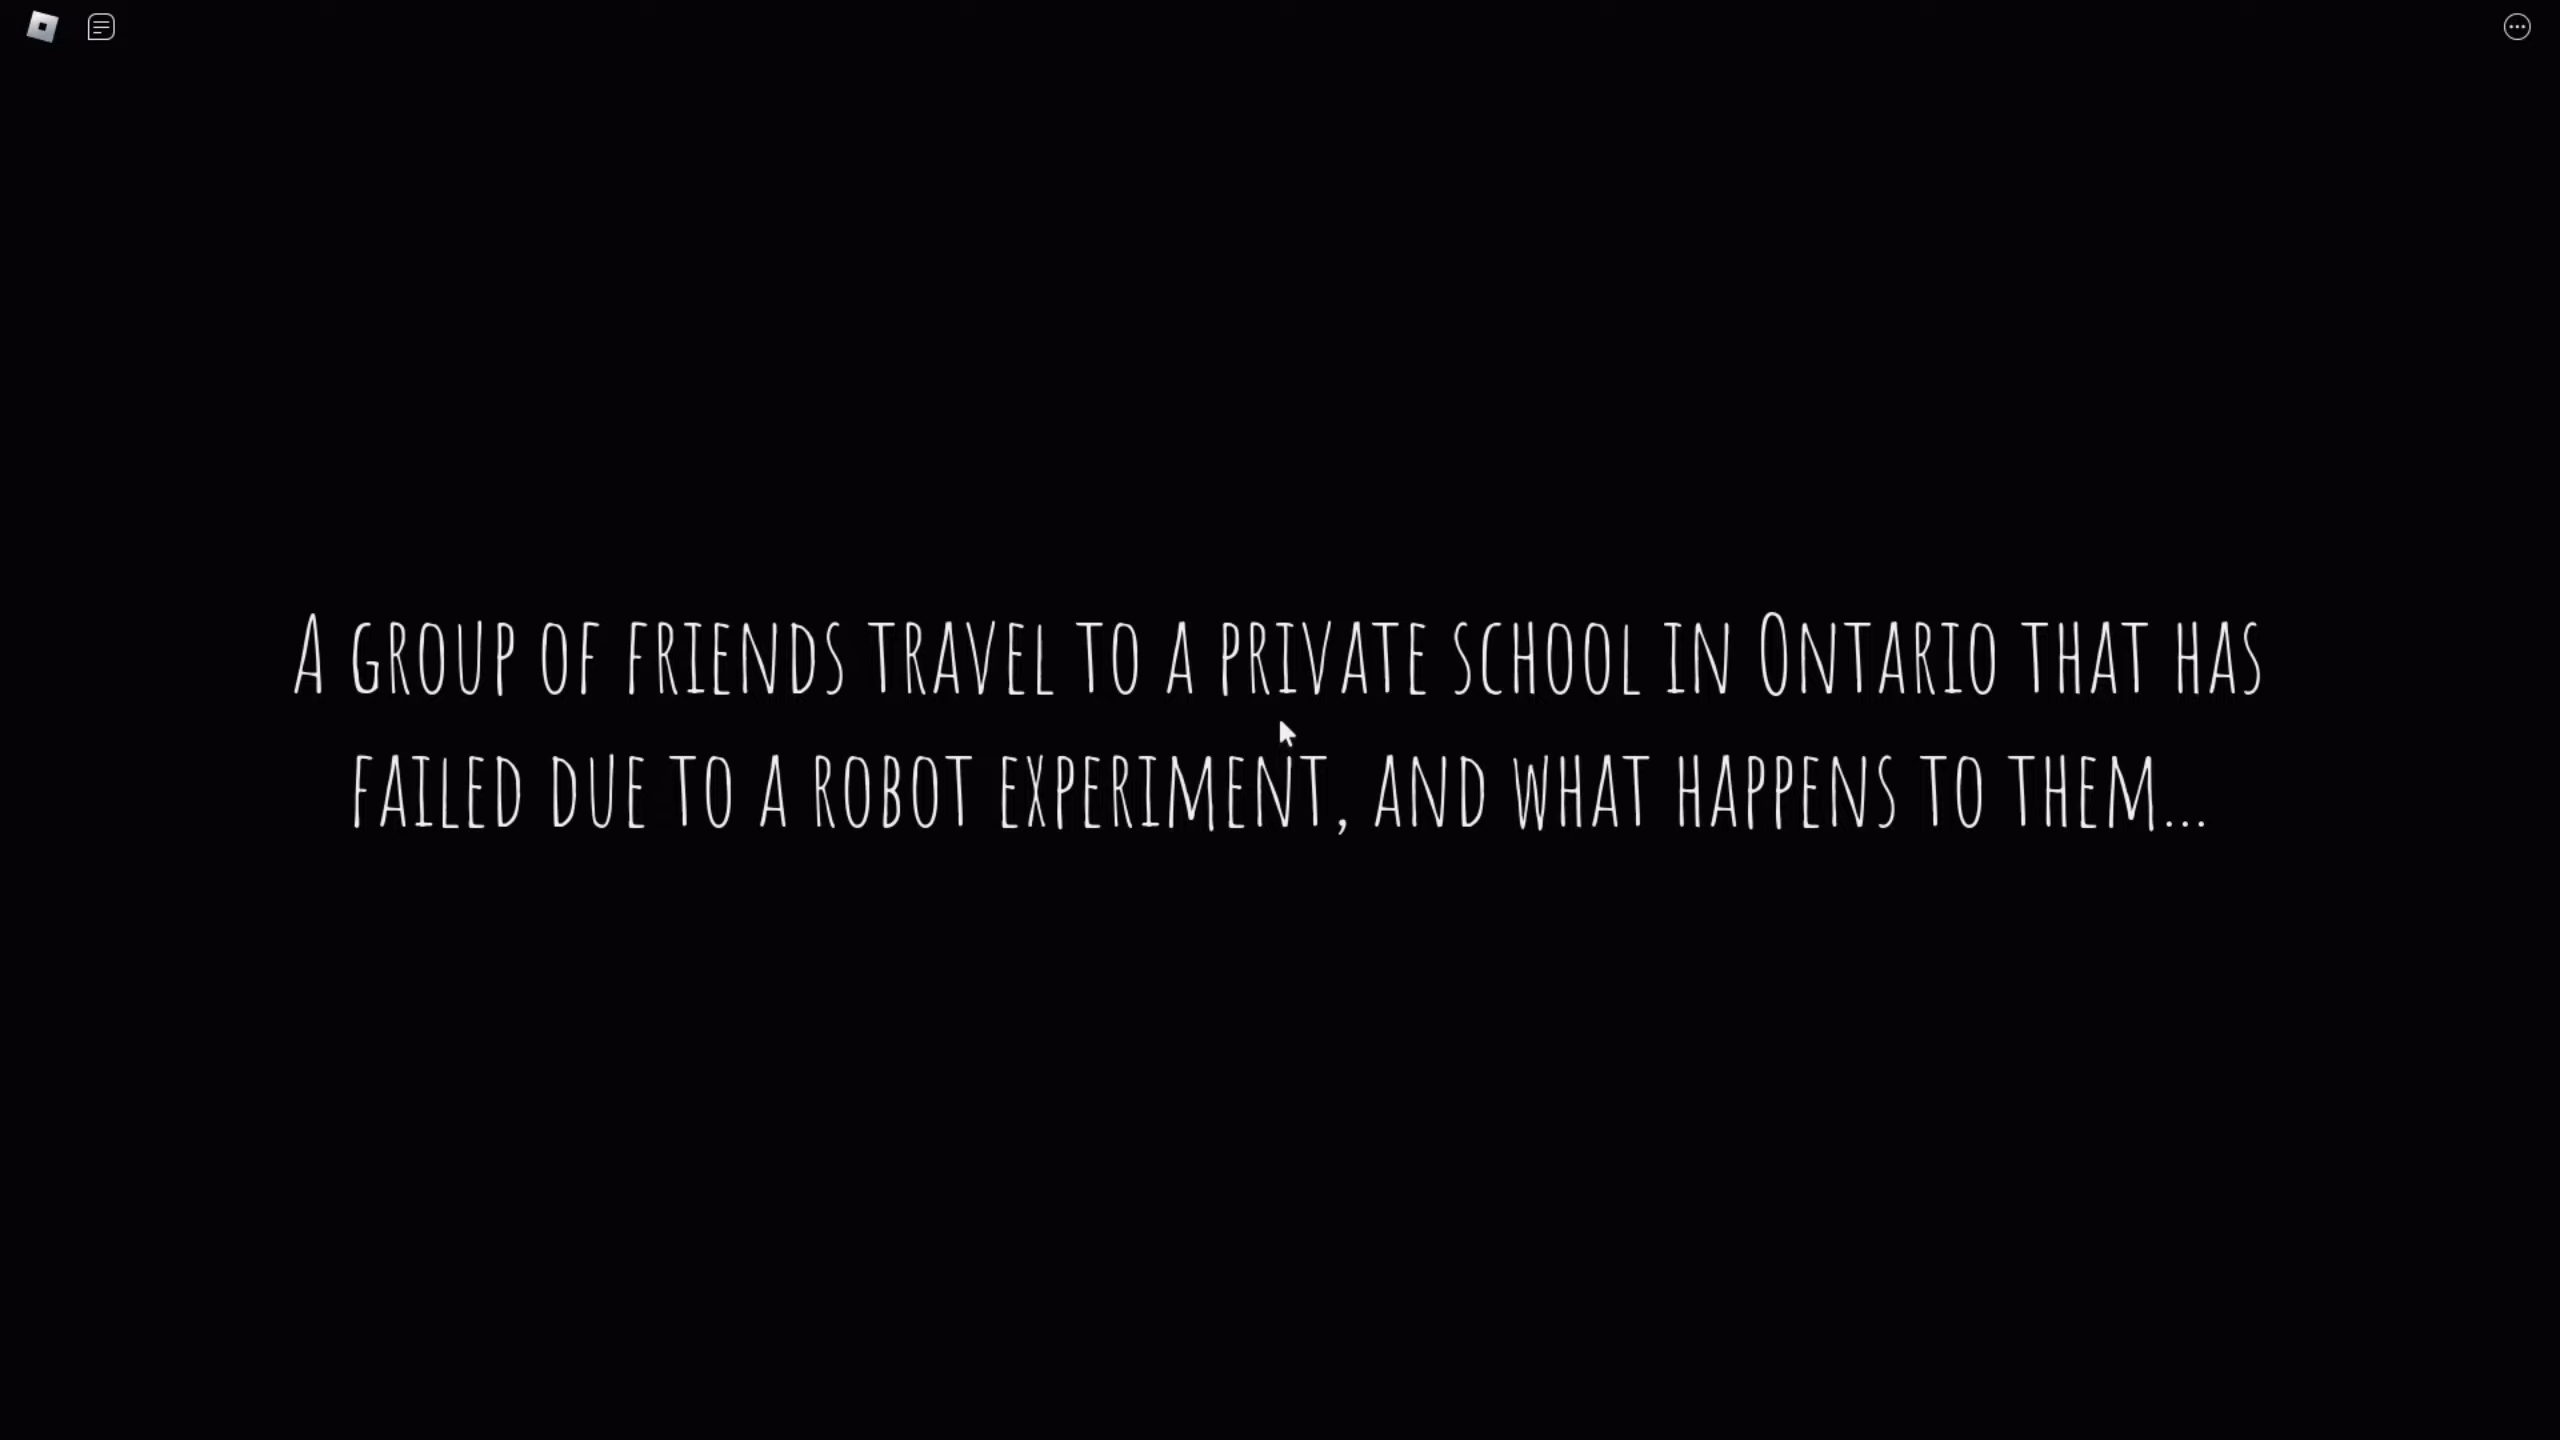 A GROUP OF FRIENDS TRAVEL TO A PRIVATE SCHOOL IN ONTARIO THAT HAS
FAILED DUE TO A ROBOT EXPERIMENT, AND WHAT HAPPENS TO THEM...